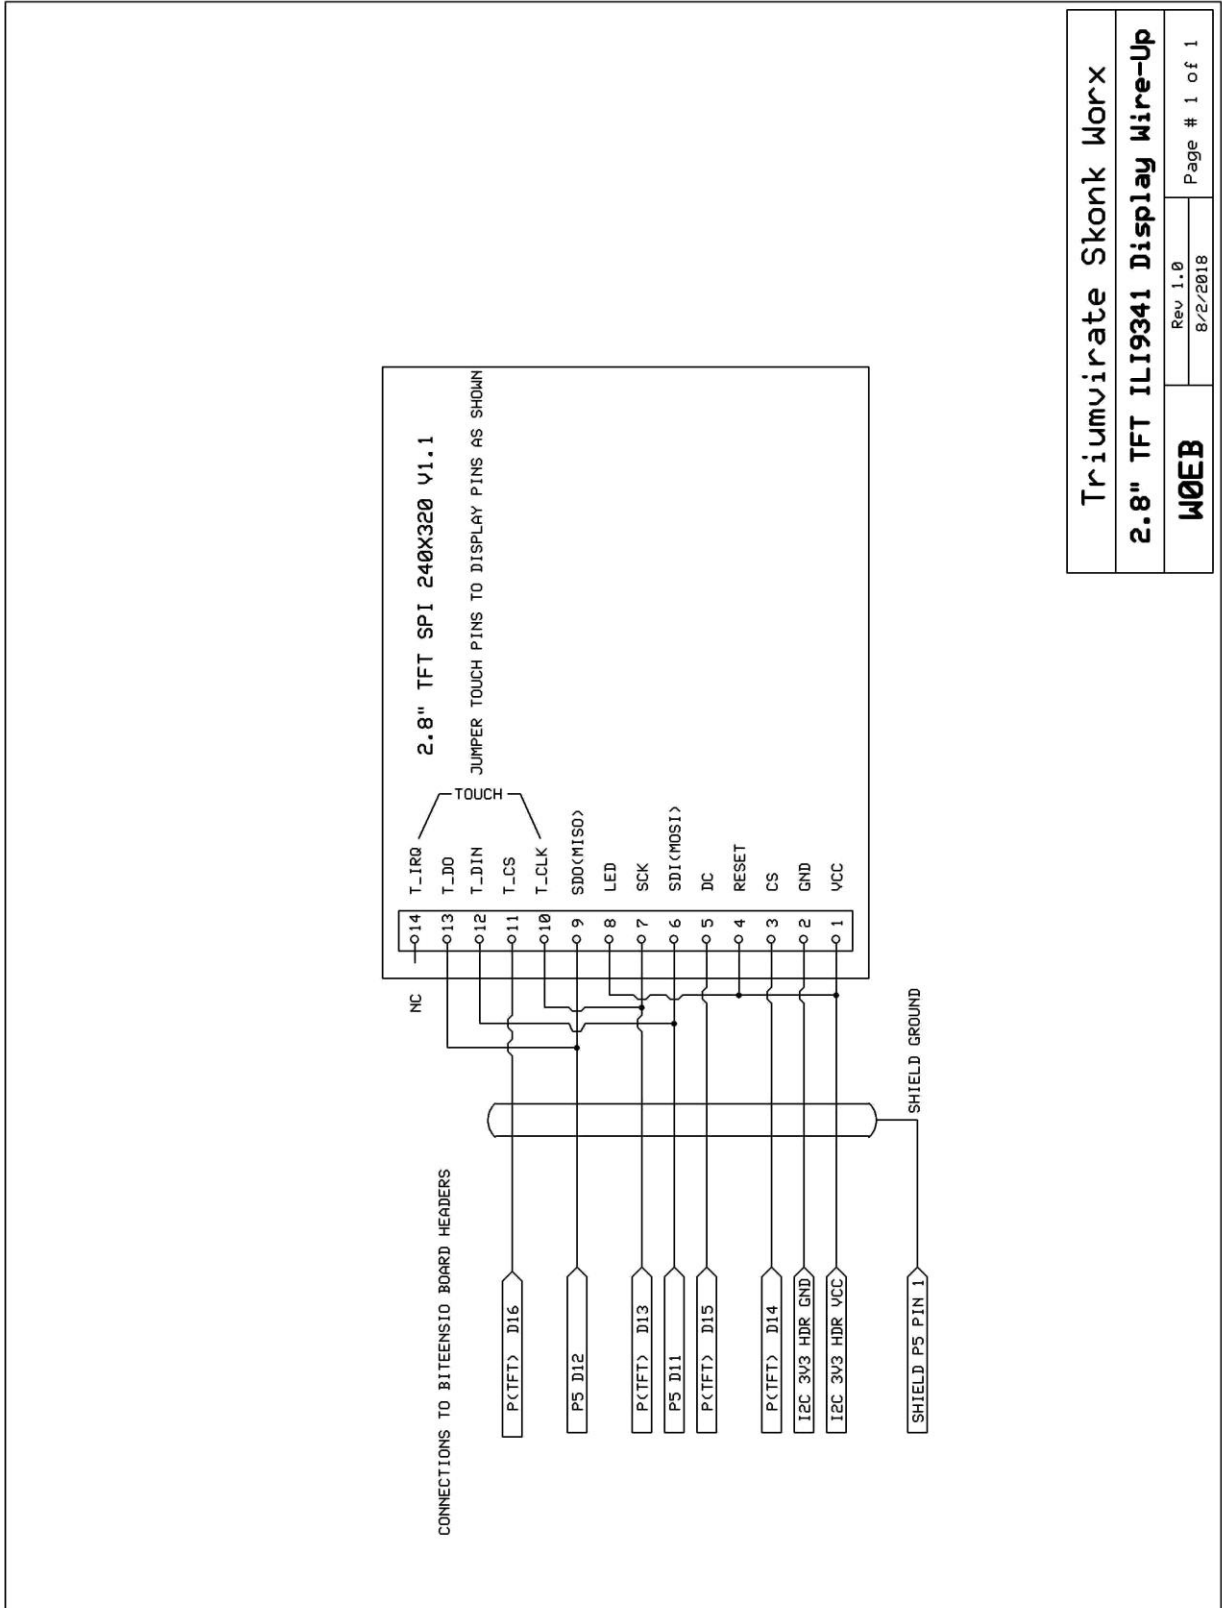 2.8" TFT SPI 240X320 V1.1
JUMPER TOUCH PINS TO DISPLAY PINS AS SHOWN
TOUCH
14 T_IRQ
13 T_DO
12 T_DIN
11 T_CS
10 T_CLK
9 SDO(MISO)
8 LED
7 SCK
6 SDI(MOSI)
5 DC
4 RESET
3 CS
2 GND
1 VCC
NC
CONNECTIONS TO BITEENSIO BOARD HEADERS
P(TFT) D16
P5 D12
P(TFT) D13
P5 D11
P(TFT) D15
P(TFT) D14
I2C 3V3 HDR GND
I2C 3V3 HDR VCC
SHIELD GROUND
SHIELD P5 PIN 1
Triumvirate Skonk Worx
2.8" TFT ILI9341 Display Wire-Up
W0EB
Rev 1.0
8/2/2018
Page # 1 of 1